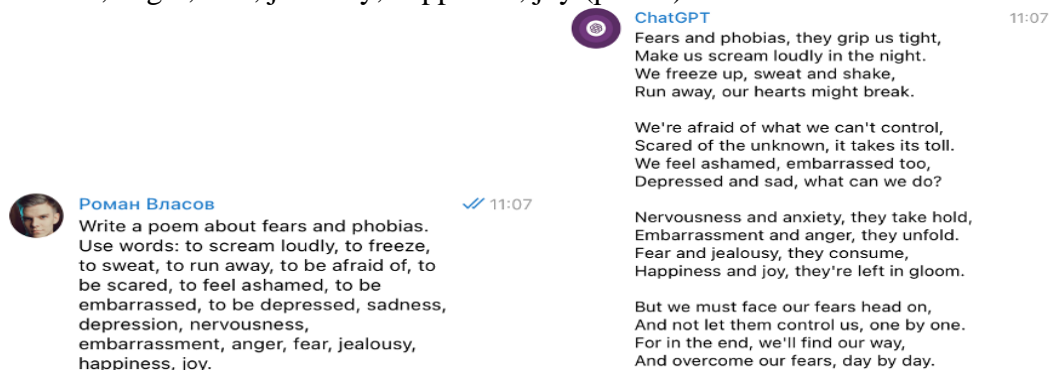 Роман Власов 11:07
Write a poem about fears and phobias.
Use words: to scream loudly, to freeze,
to sweat, to run away, to be afraid of, to
be scared, to feel ashamed, to be
embarrassed, to be depressed, sadness,
depression, nervousness,
embarrassment, anger, fear, jealousy,
happiness, joy.
ChatGPT 11:07
Fears and phobias, they grip us tight,
Make us scream loudly in the night.
We freeze up, sweat and shake,
Run away, our hearts might break.
We're afraid of what we can't control,
Scared of the unknown, it takes its toll.
We feel ashamed, embarrassed too,
Depressed and sad, what can we do?
Nervousness and anxiety, they take hold,
Embarrassment and anger, they unfold.
Fear and jealousy, they consume,
Happiness and joy, they're left in gloom.
But we must face our fears head on,
And not let them control us, one by one.
For in the end, we'll find our way,
And overcome our fears, day by day.